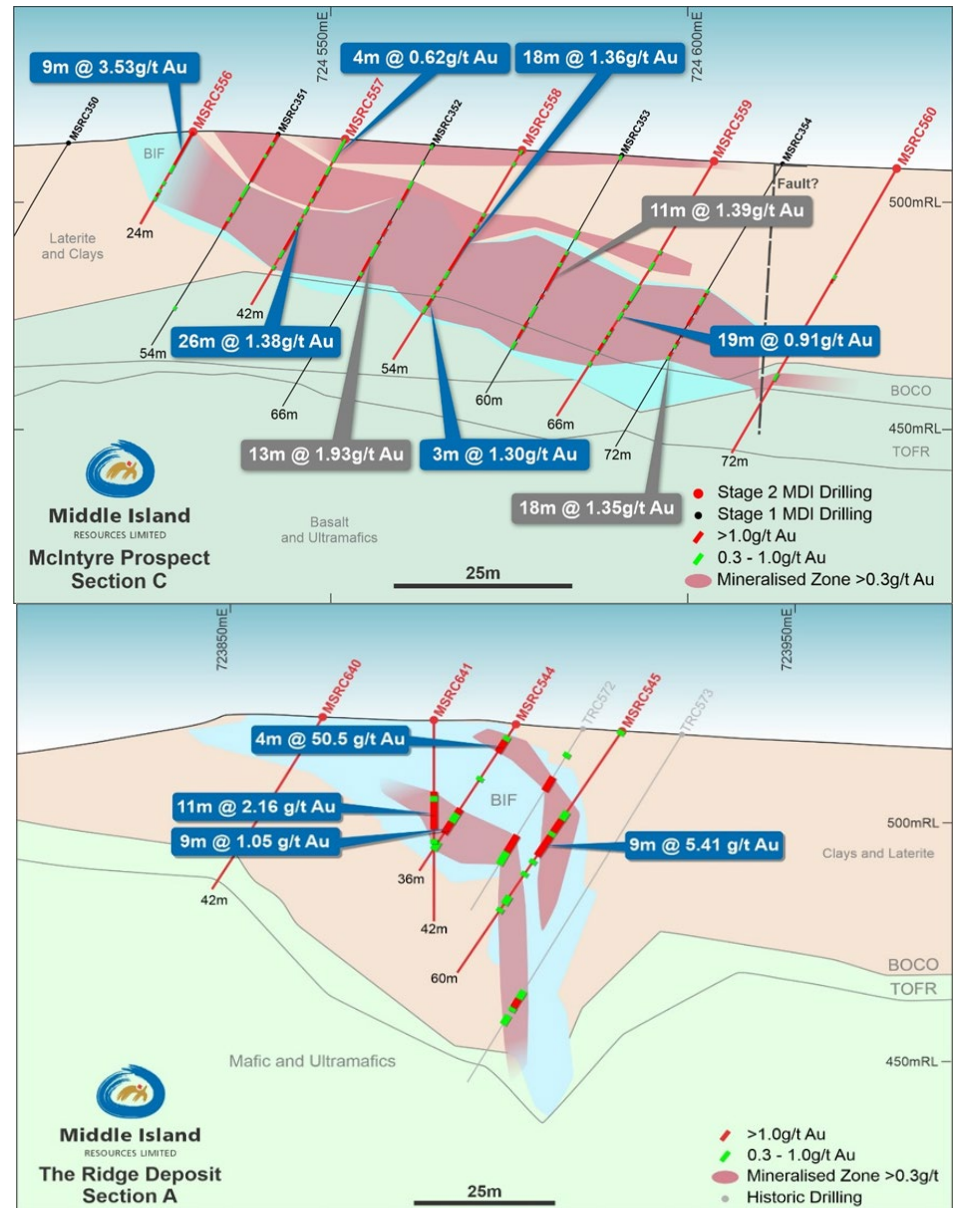 724 550mE
724 600mE
9m @ 3.53g/t Au
4m @ 0.62g/t Au
18m @ 1.36g/t Au
MSRC350
MSRC556
MSRC351
MSRC557
MSRC352
MSRC558
MSRC353
MSRC559
MSRC354
MSRC560
BIF
Fault?
500mRL
11m @ 1.39g/t Au
Laterite
and Clays
24m
42m
26m @ 1.38g/t Au
19m @ 0.91g/t Au
54m
54m
BOCO
60m
66m
66m
450mRL
TOFR
13m @ 1.93g/t Au
3m @ 1.30g/t Au
72m
72m
18m @ 1.35g/t Au
Middle Island
RESOURCES LIMITED
McIntyre Prospect
Section C
Basalt
and Ultramafics
25m
Stage 2 MDI Drilling
Stage 1 MDI Drilling
>1.0g/t Au
0.3 - 1.0g/t Au
Mineralised Zone >0.3g/t Au
723850mE
723950mE
MSRC640
MSRC641
MSRC544
TRC572
MSRC545
TRC573
4m @ 50.5 g/t Au
BIF
11m @ 2.16 g/t Au
9m @ 1.05 g/t Au
9m @ 5.41 g/t Au
500mRL
Clays and Laterite
36m
42m
42m
60m
BOCO
TOFR
Mafic and Ultramafics
450mRL
Middle Island
RESOURCES LIMITED
The Ridge Deposit
Section A
25m
>1.0g/t Au
0.3 - 1.0g/t Au
Mineralised Zone >0.3g/t
Historic Drilling